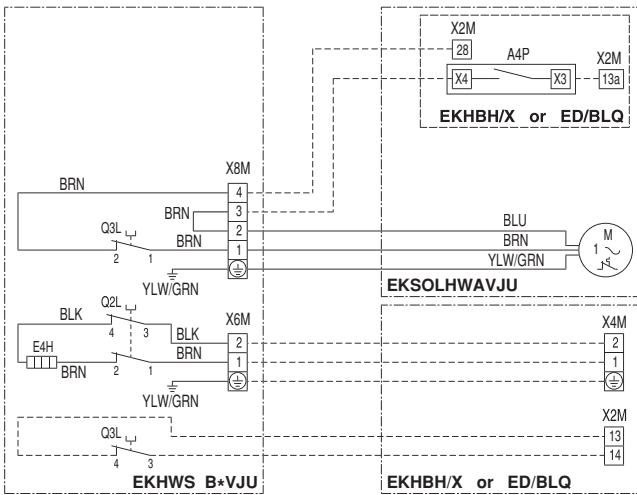 X2M
28
A4P
X2M
X4
X3
13a
EKHBH/X or ED/BLQ
X8M
BRN
4
BRN
3
Q3L
2
BLU
BRN
1
BRN
M
1
2 1
YLW/GRN
YLW/GRN
EKSOLHWAVJU
Q2L
BLK
4 3
BLK
X6M
X4M
2
2
E4H
BRN
1
1
BRN
2 1
YLW/GRN
X2M
Q3L
13
4 3
14
EKHWS B*VJU
EKHBH/X or ED/BLQ